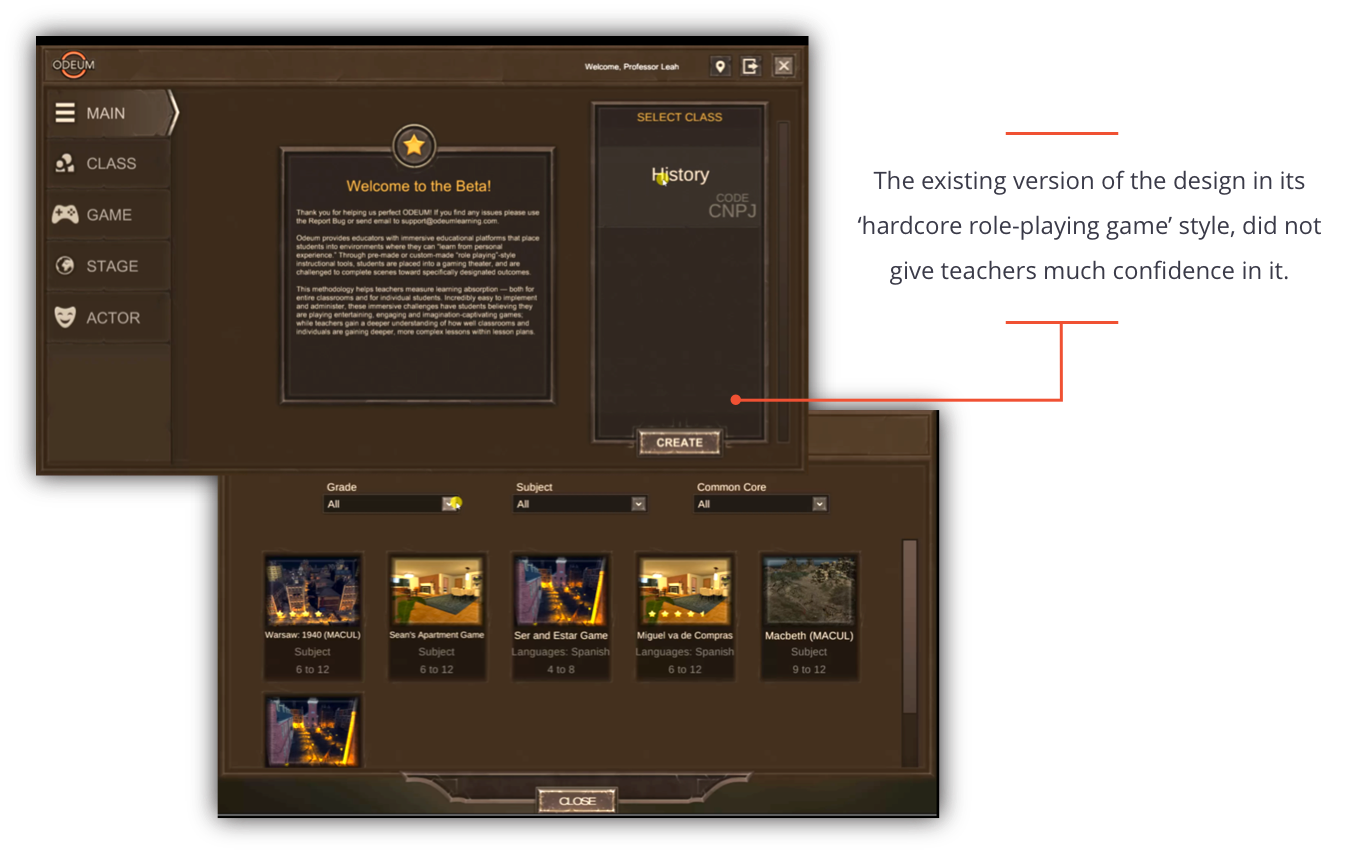 ODEUM
Welcome, Professor Leah
MAIN
CLASS
GAME
STAGE
ACTOR
Welcome to the Beta!
Thank you for helping us perfect ODEUM! If you find any issues please use
the Report Bug or send email to support@odeumlearning.com.
Odeum provides educators with immersive educational platforms that place
students into environments where they can "learn from personal
experience." Through pre-made or custom-made "role playing"-style
instructional tools, students are placed into a gaming theater, and are
challenged to complete scenes toward specifically designated outcomes.
This methodology helps teachers measure learning absorption — both for
entire classrooms and for individual students. Incredibly easy to implement
and administer, these immersive challenges have students believing they
are playing entertaining, engaging and imagination-captivating games;
while teachers gain a deeper understanding of how well classrooms and
individuals are gaining deeper, more complex lessons within lesson plans.
SELECT CLASS
History
CODE
CNPJ
CREATE
The existing version of the design in its
‘hardcore role-playing game’ style, did not
give teachers much confidence in it.
Grade
All
Subject
All
Common Core
All
Warsaw: 1940 (MACUL)
Subject
6 to 12
Sean's Apartment Game
Subject
6 to 12
Ser and Estar Game
Languages: Spanish
4 to 8
Miguel va de Compras
Languages: Spanish
6 to 12
Macbeth (MACUL)
Subject
9 to 12
CLOSE